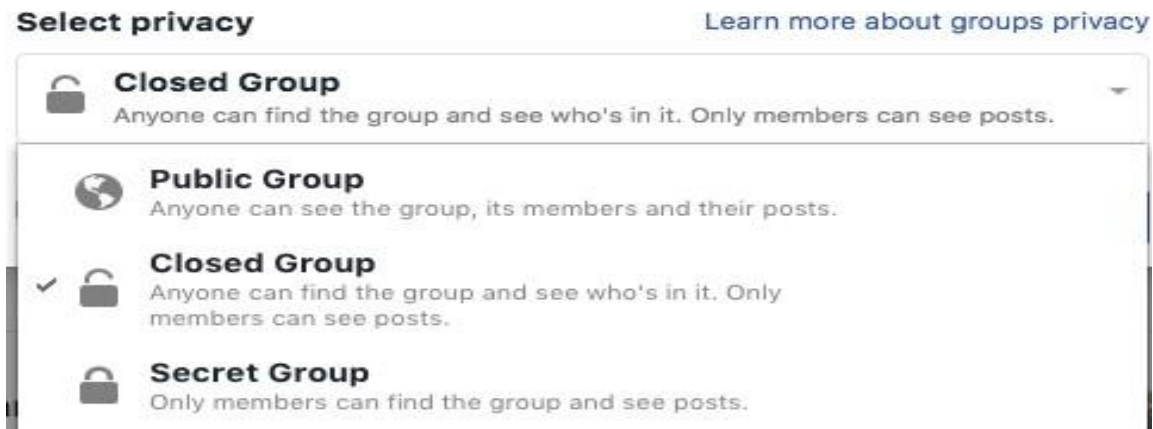 Select privacy
Learn more about groups privacy
Closed Group
Anyone can find the group and see who's in it. Only members can see posts.
Public Group
Anyone can see the group, its members and their posts.
Closed Group
Anyone can find the group and see who's in it. Only
members can see posts.
Secret Group
Only members can find the group and see posts.